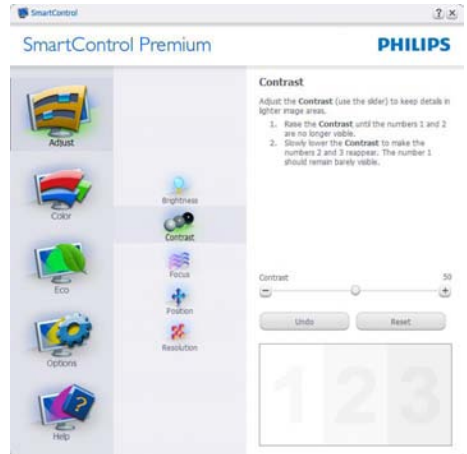 SmartControl
SmartControl Premium
PHILIPS
Adjust
Color
Eco
Options
Help
Brightness
Contrast
Focus
Position
Resolution
Contrast
Adjust the Contrast (use the slider) to keep details in
lighter image areas.
1. Raise the Contrast until the numbers 1 and 2
are no longer visible.
2. Slowly lower the Contrast to make the
numbers 2 and 3 reappear. The number 1
should remain barely visible.
Contrast 50
Undo Reset
1 2 3